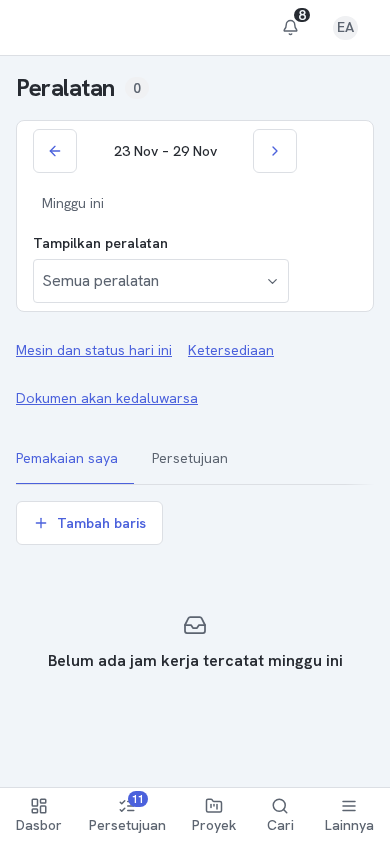 8
EA
Peralatan 0
23 Nov – 29 Nov
Minggu ini
Tampilkan peralatan
Semua peralatan
Mesin dan status hari ini Ketersediaan
Dokumen akan kedaluwarsa
Pemakaian saya Persetujuan
Tambah baris
Belum ada jam kerja tercatat minggu ini
11
Dasbor Persetujuan Proyek Cari Lainnya